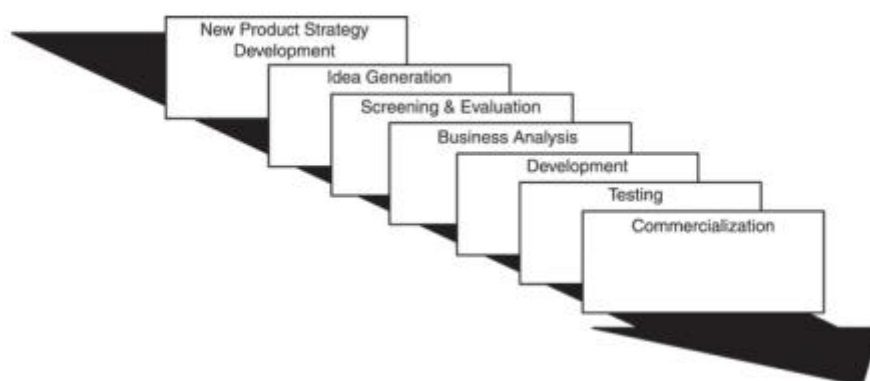 New Product Strategy
Development
Idea Generation
Screening & Evaluation
Business Analysis
Development
Testing
Commercialization